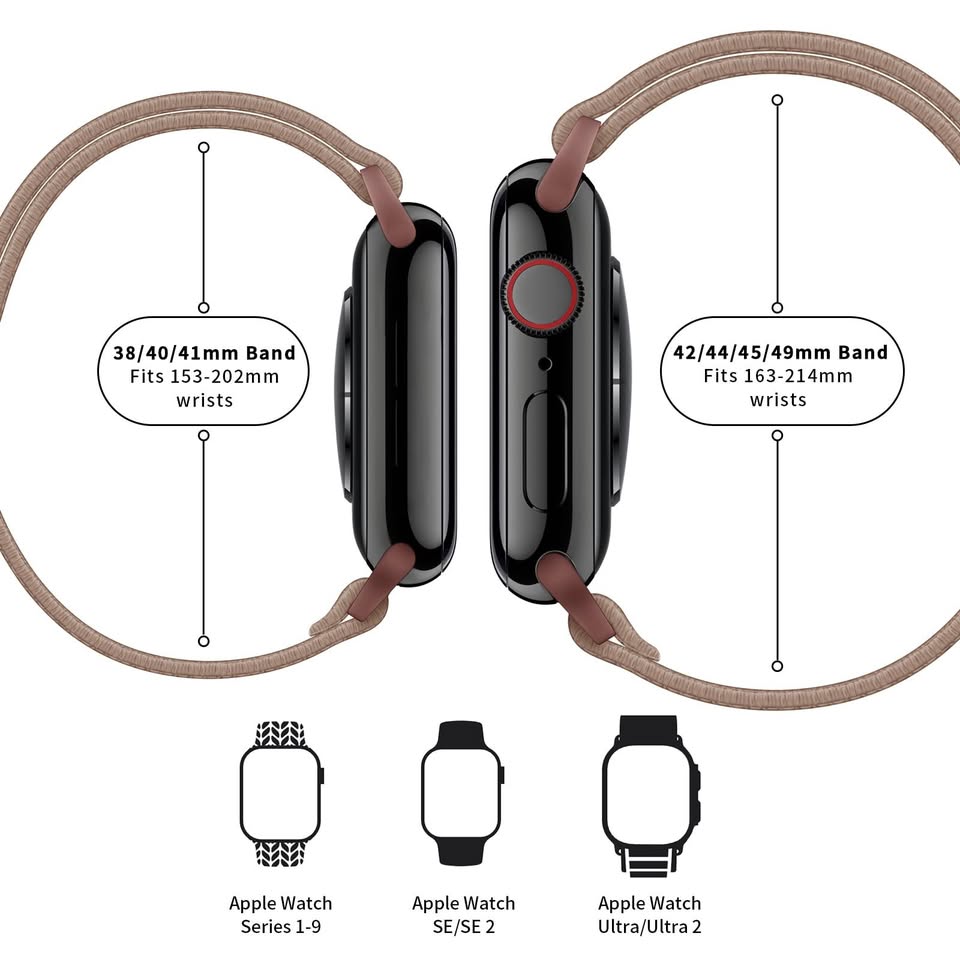 38/40/41mm Band
Fits 153-202mm
wrists
42/44/45/49mm Band
Fits 163-214mm
wrists
Apple Watch
Series 1-9
Apple Watch
SE/SE 2
Apple Watch
Ultra/Ultra 2